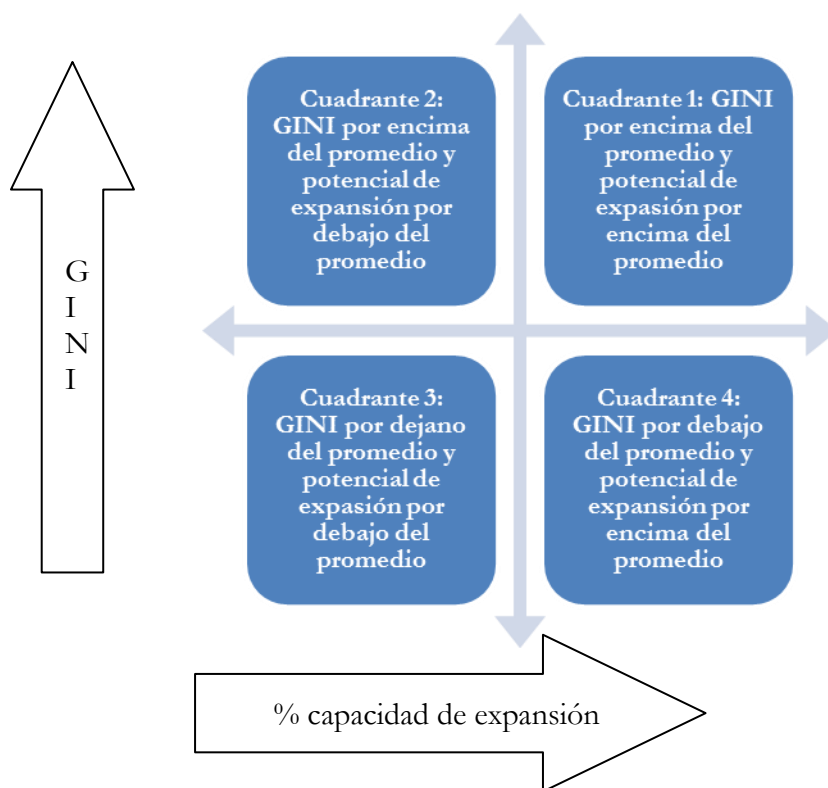 Cuadrante 2:
GINI por encima
del promedio y
potencial de
expansión por
debajo del
promedio
Cuadrante 1: GINI
por encima del
promedio y
potencial de
expasión por
encima del
promedio
G
I
N
I
Cuadrante 3:
GINI por dejano
del promedio y
potencial de
expasión por
debajo del
promedio
Cuadrante 4:
GINI por debajo
del promedio y
potencial de
expansión por
encima del
promedio
% capacidad de expansión